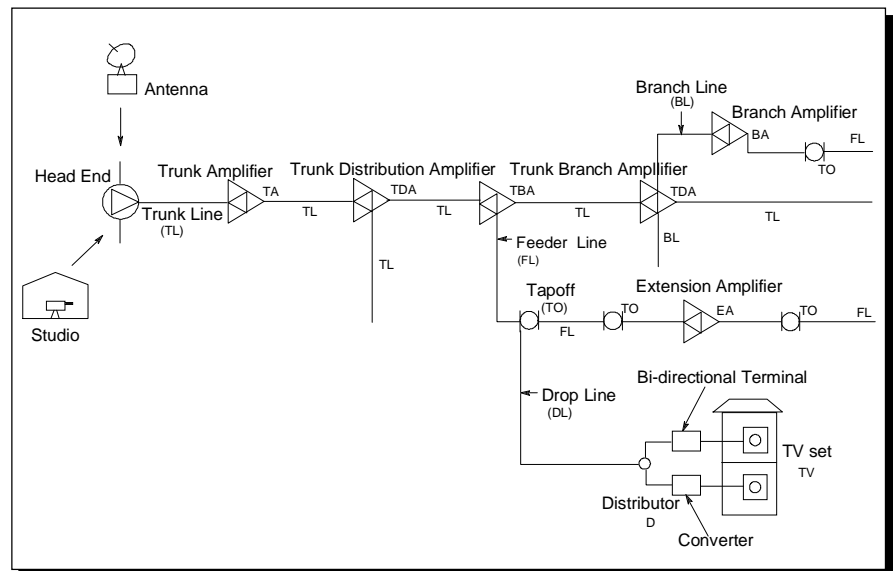 Antenna
Branch Line
(BL)
Branch Amplifier
BA
FL
TO
Head End
Trunk Amplifier
Trunk Distribution Amplifier
Trunk Branch Ampllifier
TA
TDA
TBA
TDA
Trunk Line
(TL)
TL
TL
TL
TL
TL
BL
Feeder Line
(FL)
Studio
Tapoff
(TO)
FL
TO
Extension Amplifier
EA
TO
FL
Drop Line
(DL)
Bi-directional Terminal
TV set
TV
Distributor
D
Converter